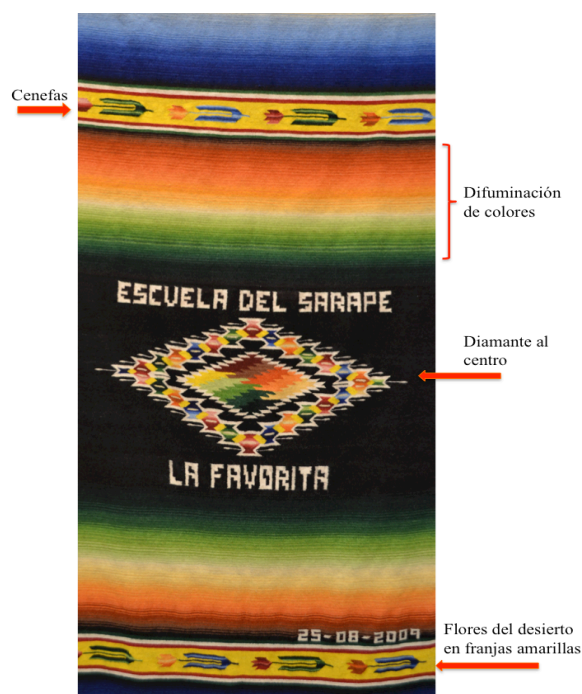 Cenefas
Difuminación
de colores
ESCUELA DEL SARAPE
Diamante al
centro
LA FAVORITA
25-08-2009
Flores del desierto
en franjas amarillas